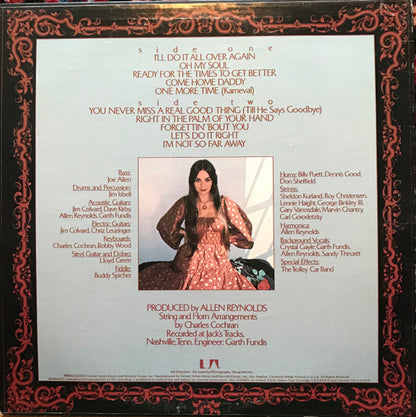 side one
I'LL DO IT ALL OVER AGAIN
OH MY SOUL
READY FOR THE TIMES TO GET BETTER
COME HOME DADDY
ONE MORE TIME (Karneval)
side two
YOU NEVER MISS A REAL GOOD THING (Till He Says Goodbye)
RIGHT IN THE PALM OF YOUR HAND
FORGETTIN' BOUT YOU
LET'S DO IT RIGHT
I'M NOT SO FAR AWAY
Bass:
Joe Allen
Drums and Percussion:
Jim Isbell
Acoustic Guitars:
Jim Colvard, Dave Kirby,
Allen Reynolds, Garth Fundis
Electric Guitars:
Jim Colvard, Chris Leuzinger
Keyboards:
Charles Cochran, Bobby Wood
Steel Guitar and Dobro:
Lloyd Green
Fiddle:
Buddy Spicher
Horns: Billy Puett, Dennis Good,
Don Sheffield
Strings:
Sheldon Kurland, Roy Christensen,
Lennie Haight, George Binkley III,
Gary Vanosdale, Marvin Chantry,
Carl Gorodetzky
Harmonica:
Allen Reynolds
Background Vocals:
Crystal Gayle, Garth Fundis,
Allen Reynolds, Sandy Theoret
Special Effects:
The Trolley Car Band
PRODUCED by ALLEN REYNOLDS
String and Horn Arrangements
by Charles Cochran
Recorded at Jack's Tracks,
Nashville, Tenn. Engineer: Garth Fundis